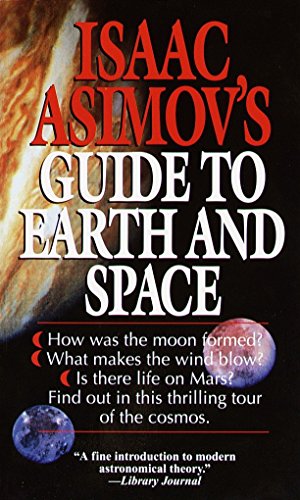 ISAAC
ASIMOV'S
GUIDE TO
EARTH AND
SPACE
How was the moon formed?
What makes the wind blow?
Is there life on Mars?
Find out in this thrilling tour
of the cosmos.
"A fine introduction to modern
astronomical theory."
—Library Journal